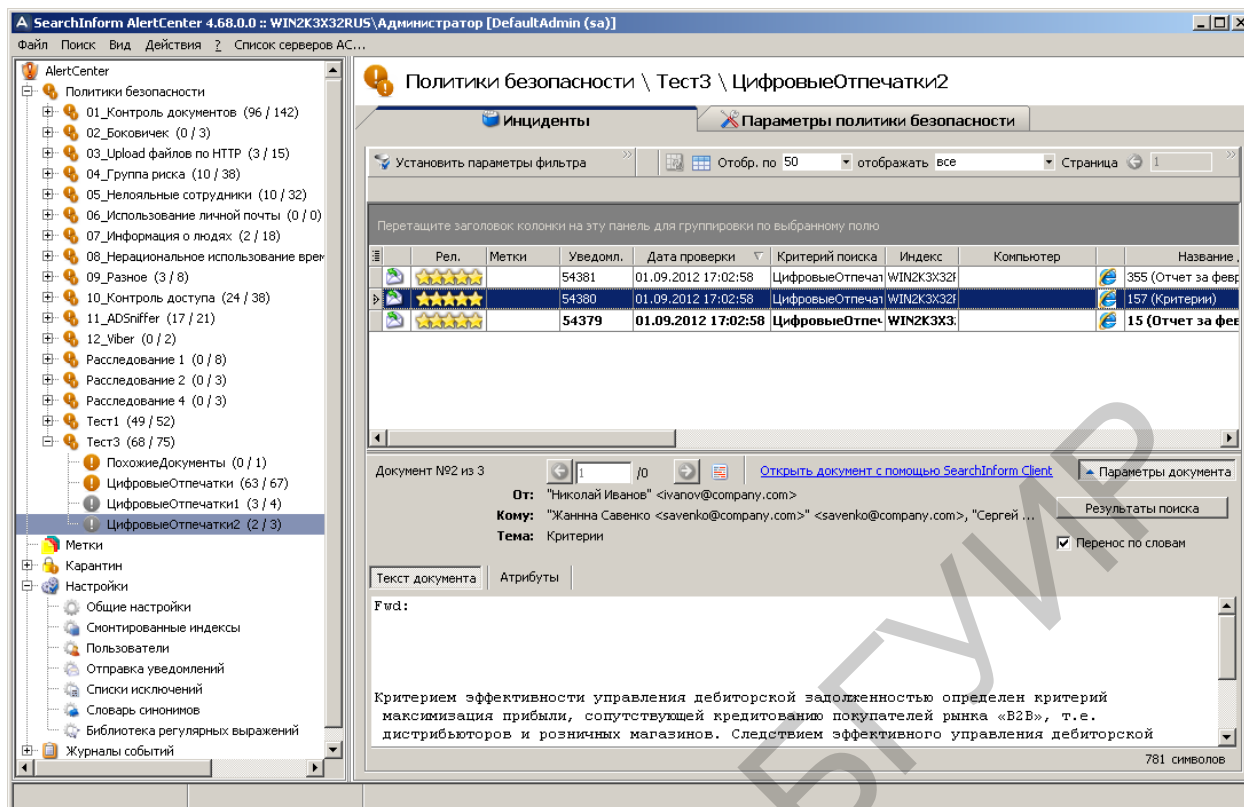 SearchInform AlertCenter 4.68.0.0 :: WIN2K3X32RUS\Администратор [DefaultAdmin (sa)]
Файл Поиск Вид Действия ? Список серверов АС...
AlertCenter
Политики безопасности
01_Контроль документов (96 / 142)
02_Боковичек (0 / 3)
03_Upload файлов по HTTP (3 / 15)
04_Группа риска (10 / 38)
05_Нелояльные сотрудники (10 / 32)
06_Использование личной почты (0 / 0)
07_Информация о людях (2 / 18)
08_Нерациональное использование врем
09_Разное (3 / 8)
10_Контроль доступа (24 / 38)
11_ADSniffer (17 / 21)
12_Viber (0 / 2)
Расследование 1 (0 / 8)
Расследование 2 (0 / 3)
Расследование 4 (0 / 3)
Тест1 (49 / 52)
Тест3 (68 / 75)
ПохожиеДокументы (0 / 1)
ЦифровыеОтпечатки (63 / 67)
ЦифровыеОтпечатки1 (3 / 4)
ЦифровыеОтпечатки2 (2 / 3)
Метки
Карантин
Настройки
Общие настройки
Смонтированные индексы
Пользователи
Отправка уведомлений
Списки исключений
Словарь синонимов
Библиотека регулярных выражений
Журналы событий
Политики безопасности \ Тест3 \ ЦифровыеОтпечатки2
Инциденты Параметры политики безопасности
Установить параметры фильтра Отобр. по 50 отображать все Страница 1
Перетащите заголовок колонки на эту панель для группировки по выбранному полю
Рел. Метки Уведомл. Дата проверки Критерий поиска Индекс Компьютер Название
54381 01.09.2012 17:02:58 ЦифровыеОтпечат WIN2K3X32F 355 (Отчет за февр
54380 01.09.2012 17:02:58 ЦифровыеОтпечат WIN2K3X32F 157 (Критерии)
54379 01.09.2012 17:02:58 ЦифровыеОтпеч WIN2K3X3 15 (Отчет за фев
Документ №2 из 3 1 /0 Открыть документ с помощью SearchInform Client Параметры документа
От: "Николай Иванов" <ivanov@company.com>
Кому: "Жаннна Савенко <savenko@company.com>" <savenko@company.com>, "Сергей ... Результаты поиска
Тема: Критерии
Перенос по словам
Текст документа Атрибуты
Fwd:
Критерием эффективности управления дебиторской задолженностью определен критерий
максимизация прибыли, сопутствующей кредитованию покупателей рынка «B2B», т.е.
дистрибьюторов и розничных магазинов. Следствием эффективного управления дебиторской
781 символов
БГУИР